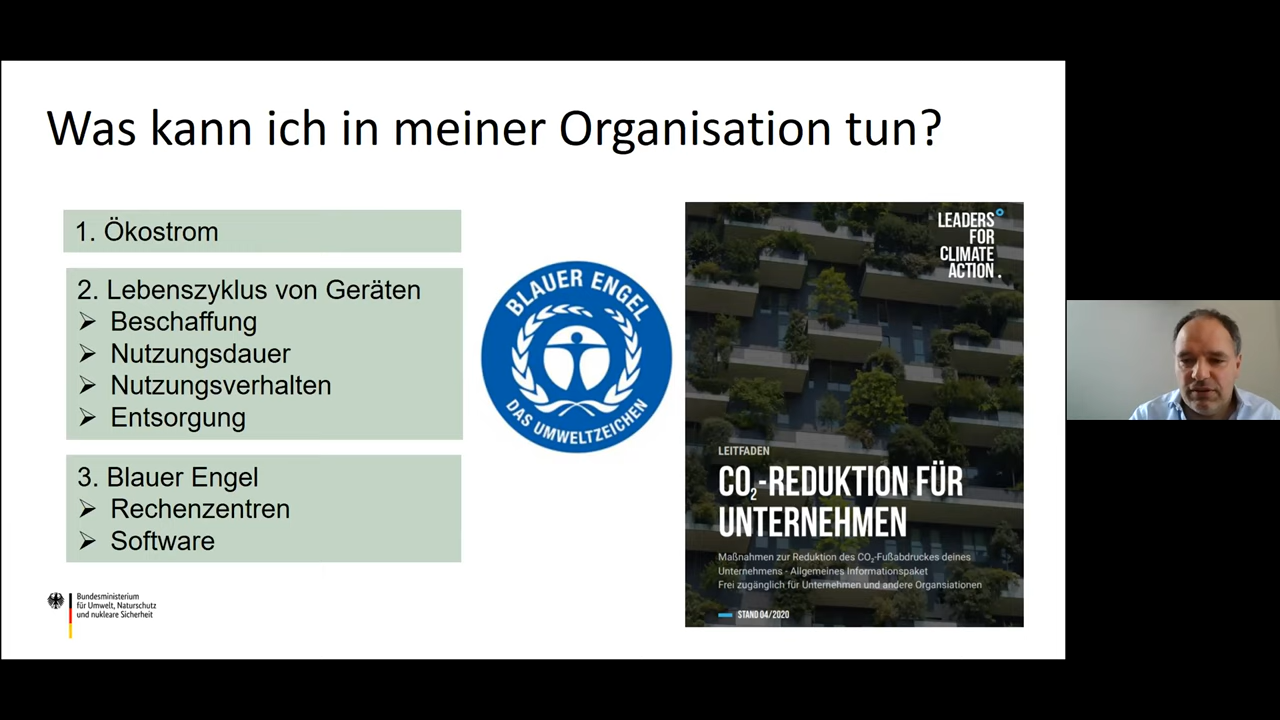 Was kann ich in meiner Organisation tun?
1. Ökostrom
2. Lebenszyklus von Geräten
➢ Beschaffung
➢ Nutzungsdauer
➢ Nutzungsverhalten
➢ Entsorgung
3. Blauer Engel
➢ Rechenzentren
➢ Software
BLAUER ENGEL
DAS UMWELTZEICHEN
LEADERS
FOR
CLIMATE
ACTION.
LEITFADEN
CO₂-REDUKTION FÜR
UNTERNEHMEN
Maßnahmen zur Reduktion des CO₂-Fußabdruckes deines
Unternehmens - Allgemeines Informationspaket
Frei zugänglich für Unternehmen und andere Organsiationen
STAND 04/2020
Bundesministerium
für Umwelt, Naturschutz
und nukleare Sicherheit